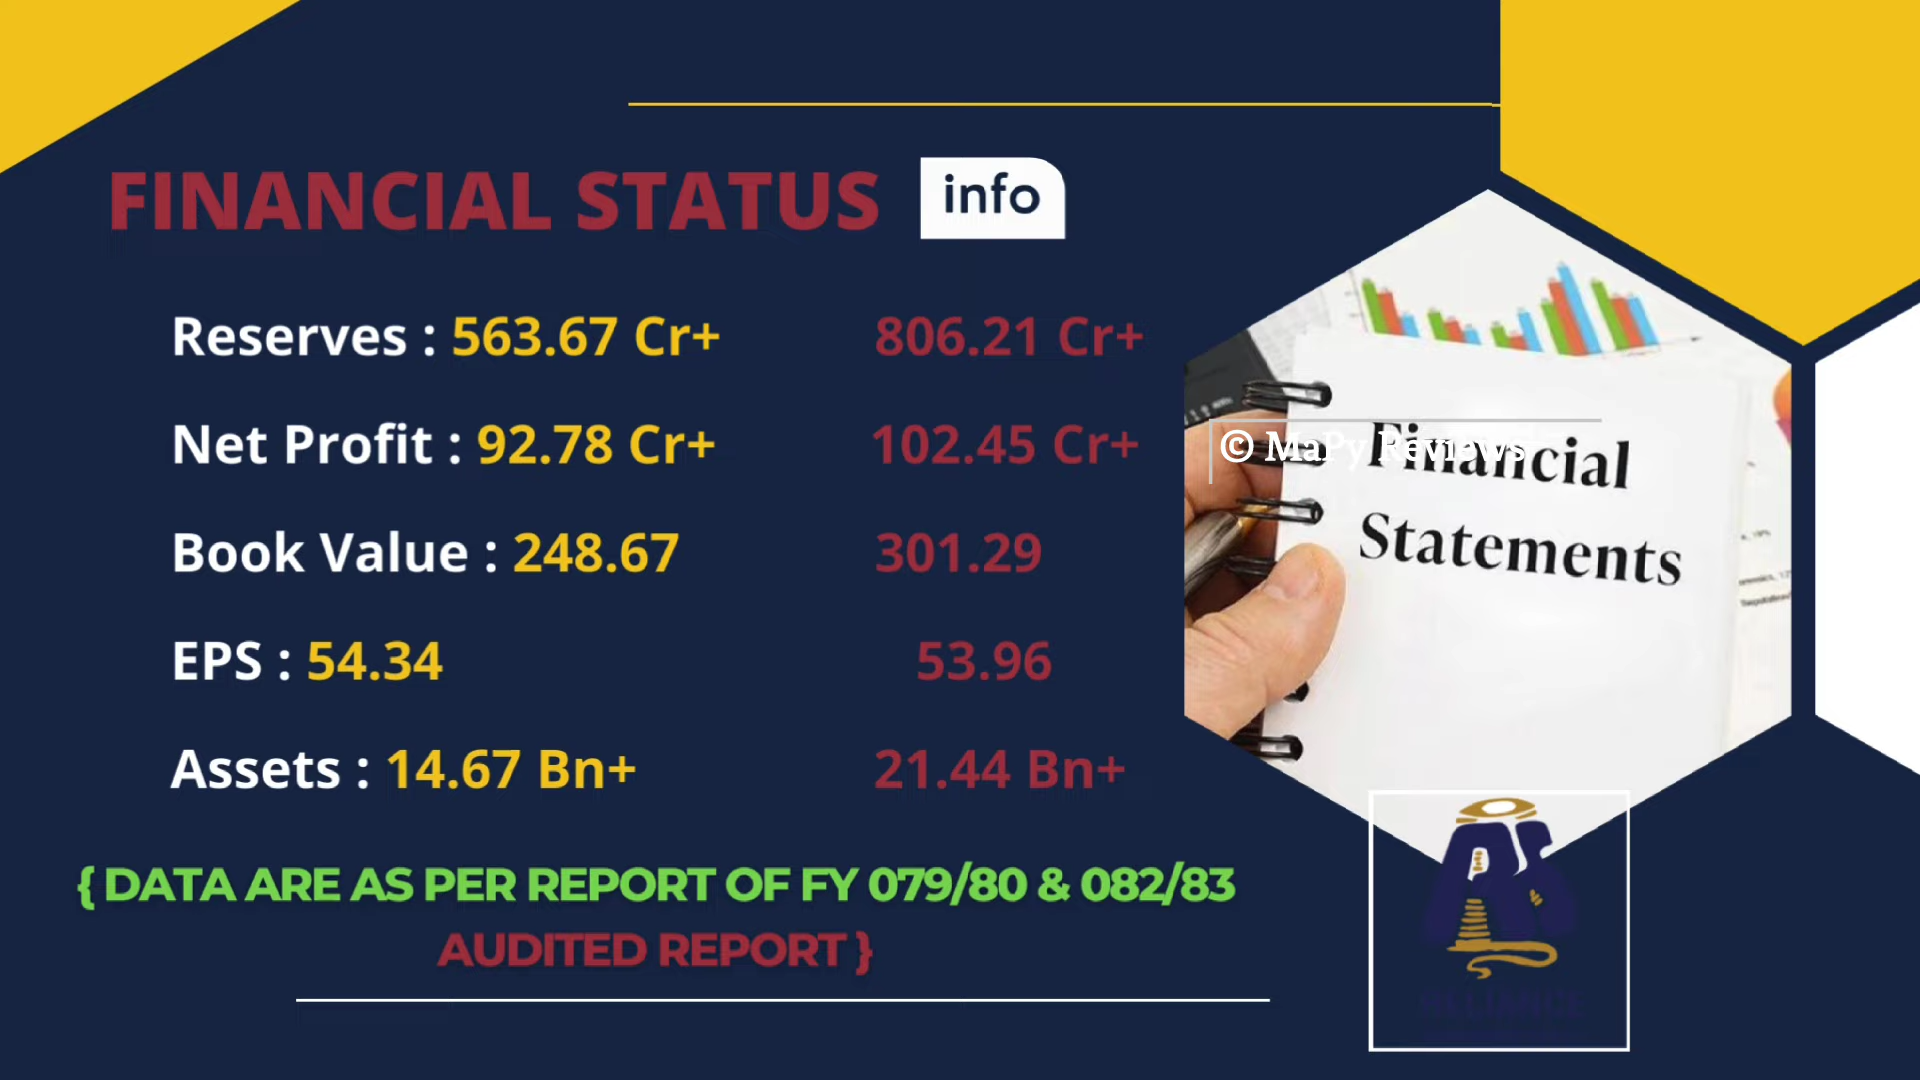 FINANCIAL STATUS info
Reserves : 563.67 Cr+ 806.21 Cr+
Net Profit : 92.78 Cr+ 102.45 Cr+
Book Value : 248.67 301.29
EPS : 54.34 53.96
Assets : 14.67 Bn+ 21.44 Bn+
{ DATA ARE AS PER REPORT OF FY 079/80 & 082/83
AUDITED REPORT }
© MaPy Reviews
Financial
Statements
RELIANCE